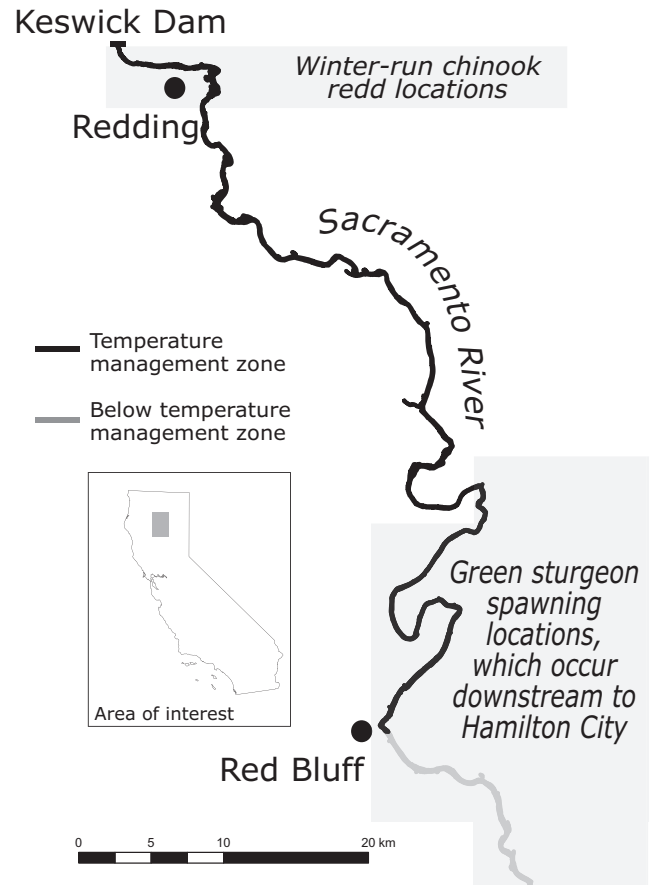 Keswick Dam
Winter-run chinook
redd locations
Redding
Sacramento River
Temperature
management zone
Below temperature
management zone
Green sturgeon
spawning
locations,
which occur
downstream to
Hamilton City
Area of interest
Red Bluff
0 5 10 20 km